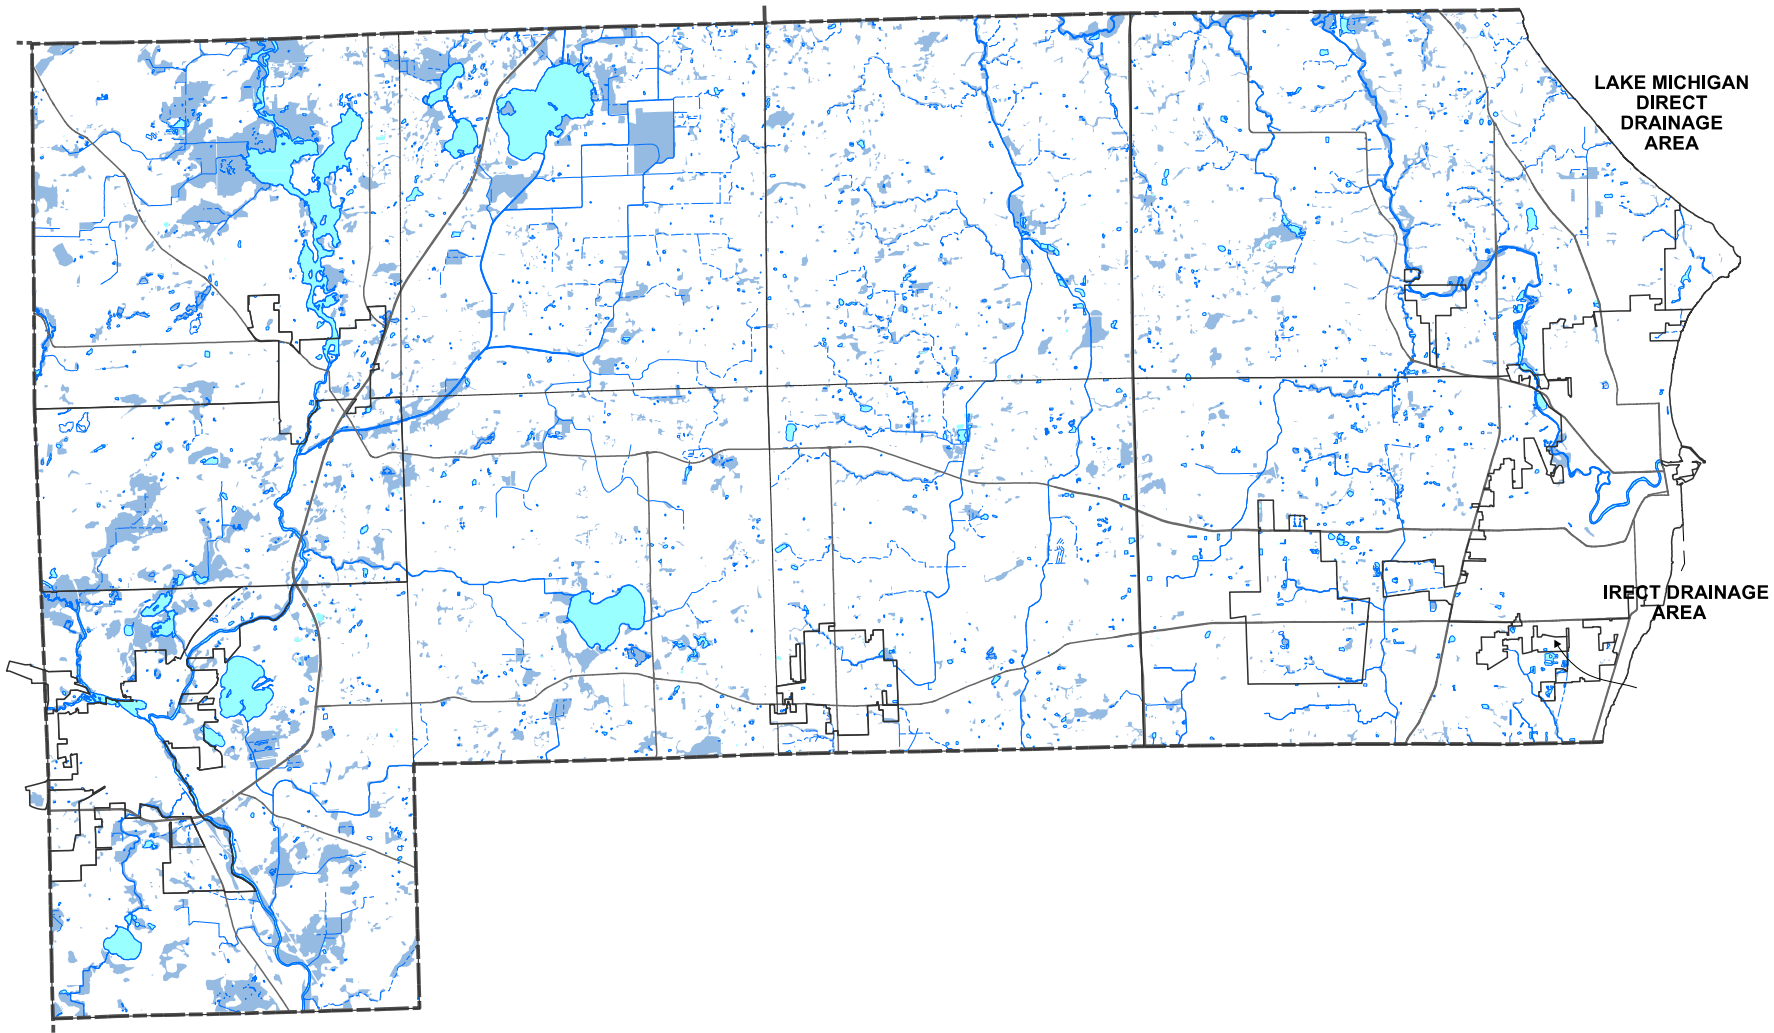 LAKE MICHIGAN
DIRECT
DRAINAGE
AREA
IRECT DRAINAGE
AREA